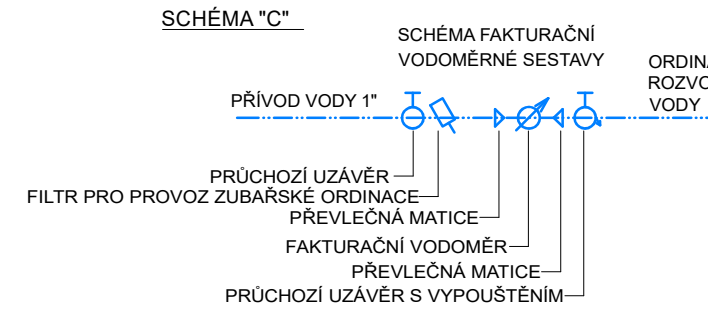 SCHÉMA "C"
SCHÉMA FAKTURAČNÍ
VODOMĚRNÉ SESTAVY
PŘÍVOD VODY 1"
VODY
PRŮCHOZÍ UZÁVĚR
FILTR PRO PROVOZ ZUBAŘSKÉ ORDINACE
PŘEVLEČNÁ MATICE
FAKTURAČNÍ VODOMĚR
PŘEVLEČNÁ MATICE
PRŮCHOZÍ UZÁVĚR S VYPOUŠTĚNÍM